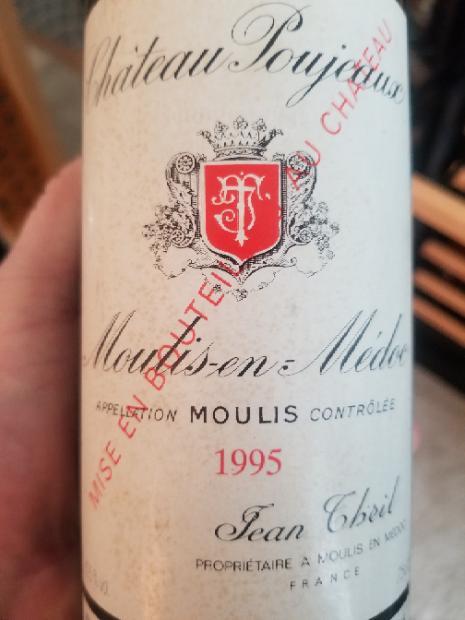 Château Poujeaux
MISE EN BOUTEILLE AU CHATEAU
Moulis-en-Médoc
APPELLATION MOULIS CONTRÔLÉE
1995
Jean Theil
PROPRIÉTAIRE A MOULIS EN MÉDOC
FRANCE